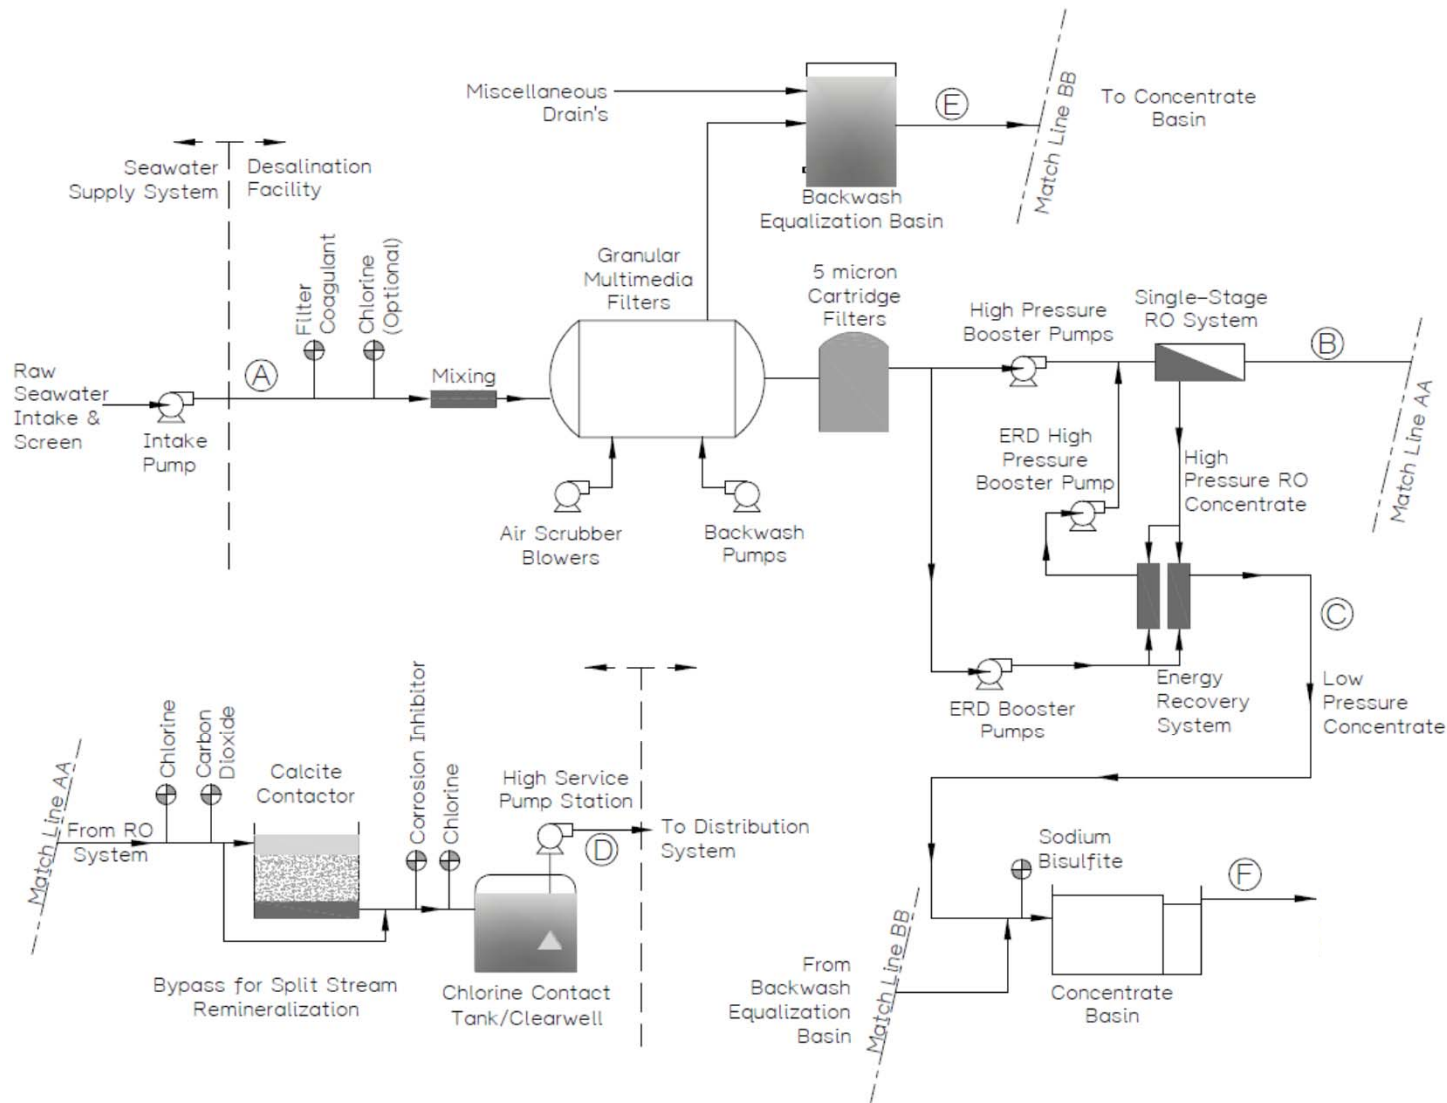 Miscellaneous
Drain's
E
Match Line BB
To Concentrate
Basin
Seawater
Supply System
Desalination
Facility
Backwash
Equalization Basin
Filter
Coagulant
Chlorine
(Optional)
Granular
Multimedia
Filters
5 micron
Cartridge
Filters
High Pressure
Booster Pumps
Single-Stage
RO System
B
Match Line AA
Raw
Seawater
Intake &
Screen
A
Intake
Pump
Mixing
ERD High
Pressure
Booster Pump
High
Pressure RO
Concentrate
Air Scrubber
Blowers
Backwash
Pumps
C
ERD Booster
Pumps
Energy
Recovery
System
Low
Pressure
Concentrate
Match Line AA
From RO
System
Chlorine
Carbon
Dioxide
Calcite
Contactor
Corrosion Inhibitor
Chlorine
High Service
Pump Station
D
To Distribution
System
Bypass for Split Stream
Remineralization
Chlorine Contact
Tank/Clearwell
Sodium
Bisulfite
F
From
Backwash
Equalization
Basin
Match Line BB
Concentrate
Basin